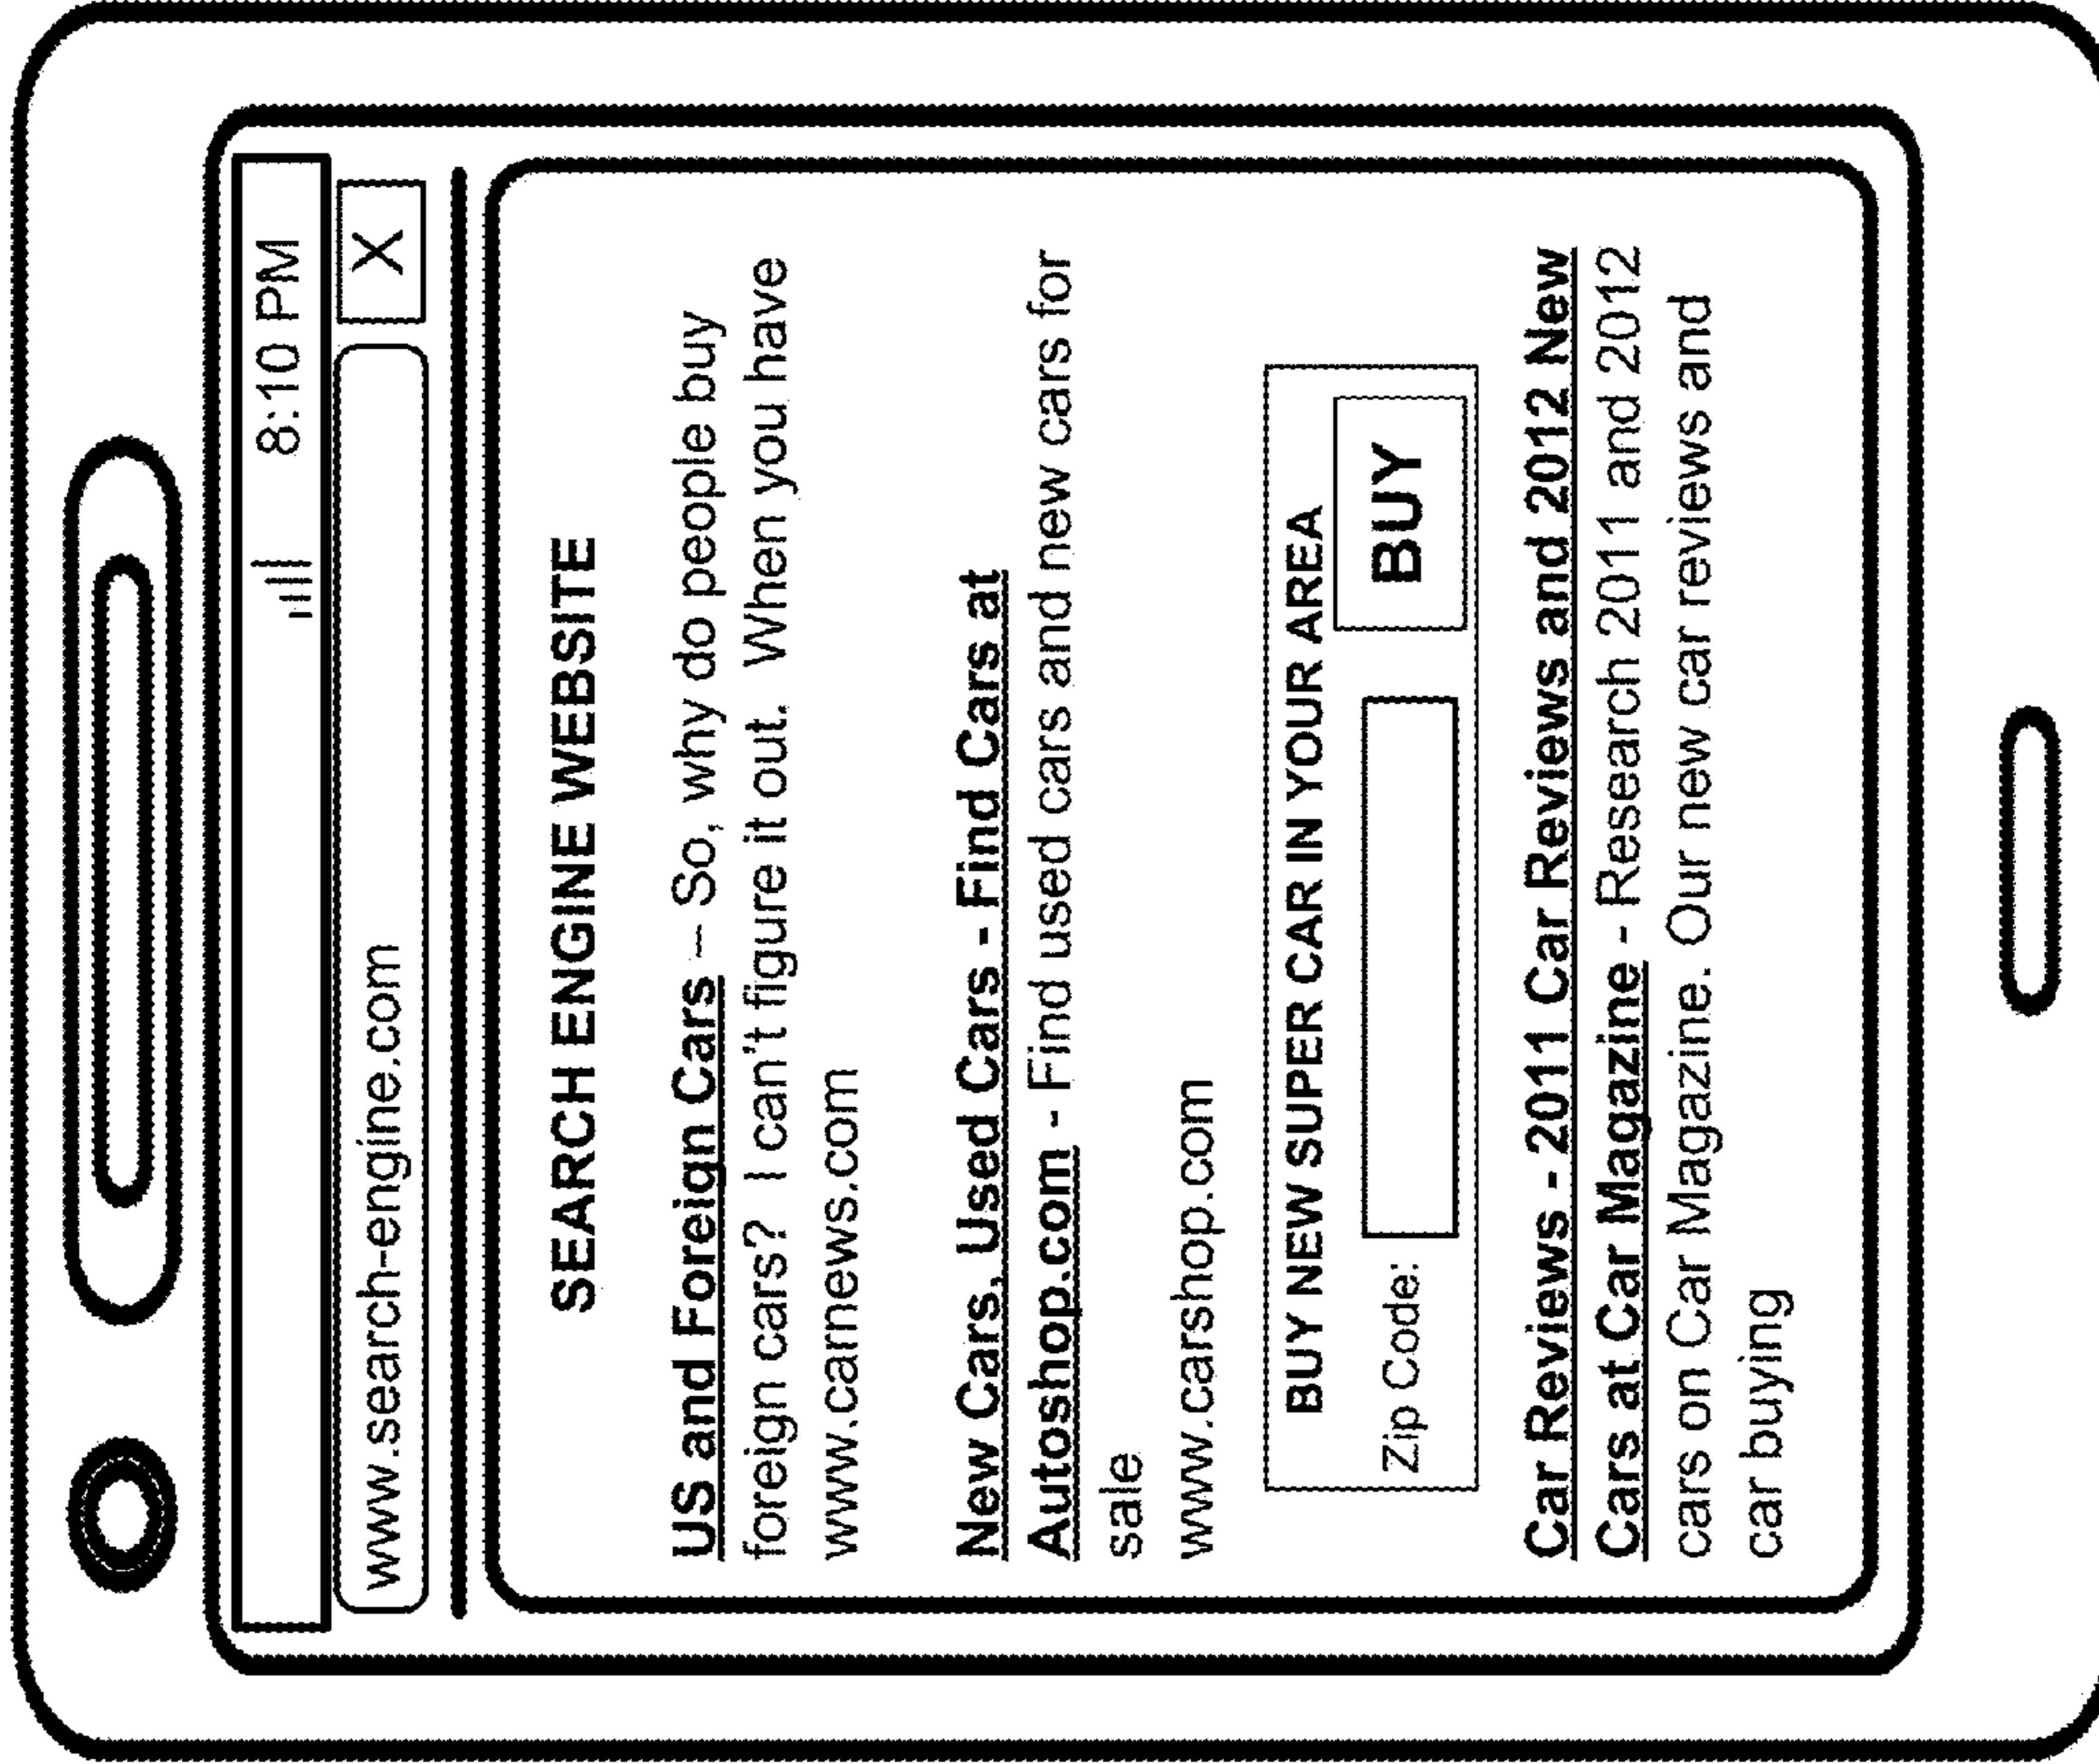 8:10 PM
www.search-engine.com X
SEARCH ENGINE WEBSITE
US and Foreign Cars – So, why do people buy
foreign cars? I can't figure it out. When you have
www.carnews.com
New Cars, Used Cars - Find Cars at
Autoshop.com - Find used cars and new cars for
sale
www.carshop.com
BUY NEW SUPER CAR IN YOUR AREA
Zip Code: BUY
Car Reviews - 2011 Car Reviews and 2012 New
Cars at Car Magazine - Research 2011 and 2012
cars on Car Magazine. Our new car reviews and
car buying